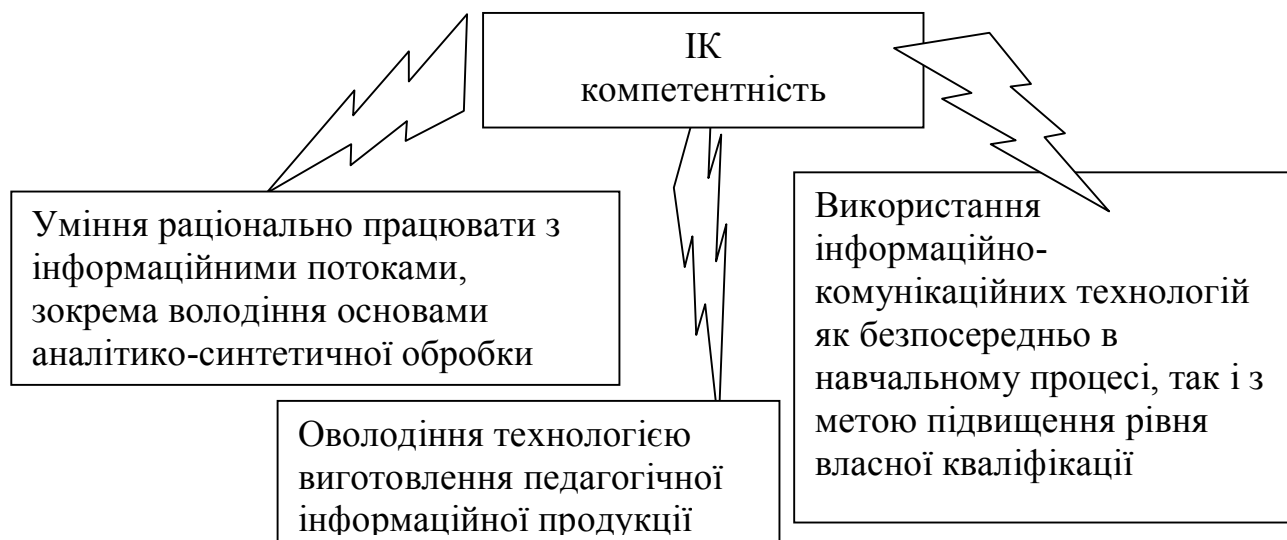 ІК
компетентність
Уміння раціонально працювати з
інформаційними потоками,
зокрема володіння основами
аналітико-синтетичної обробки
Оволодіння технологією
виготовлення педагогічної
інформаційної продукції
Використання
інформаційно-
комунікаційних технологій
як безпосередньо в
навчальному процесі, так і з
метою підвищення рівня
власної кваліфікації